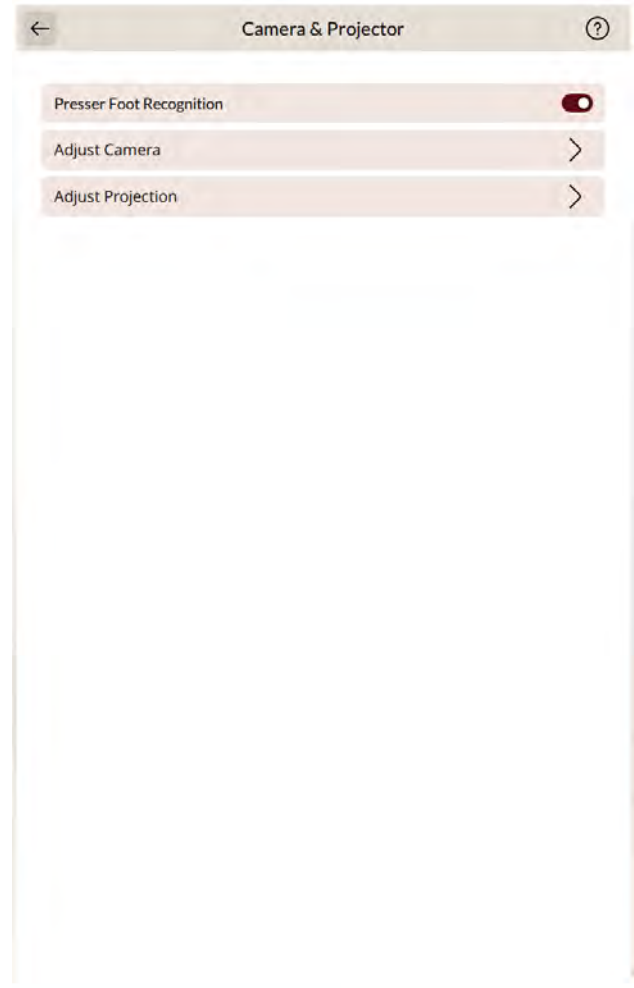 Camera & Projector
Presser Foot Recognition
Adjust Camera
Adjust Projection